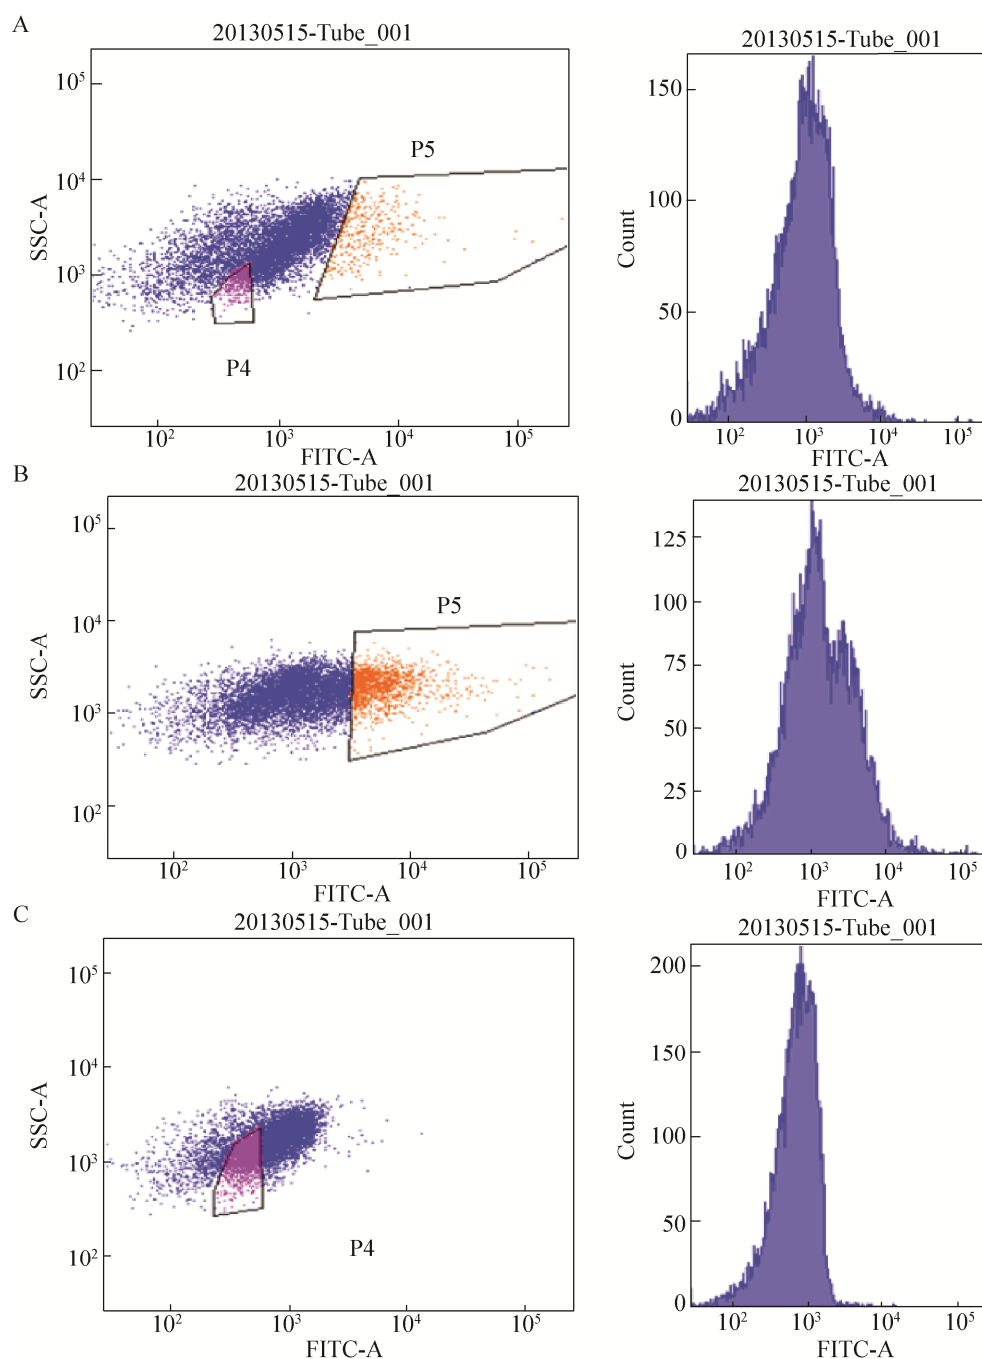 A
20130515-Tube_001
10⁵
10⁴
10³
10²
SSC-A
P5
P4
10² 10³ 10⁴ 10⁵
FITC-A
20130515-Tube_001
150
100
50
0
Count
10² 10³ 10⁴ 10⁵
FITC-A
B
20130515-Tube_001
10⁵
10⁴
10³
10²
SSC-A
P5
10² 10³ 10⁴ 10⁵
FITC-A
20130515-Tube_001
125
100
75
50
25
0
Count
10² 10³ 10⁴ 10⁵
FITC-A
C
20130515-Tube_001
10⁵
10⁴
10³
10²
SSC-A
P4
10² 10³ 10⁴ 10⁵
FITC-A
20130515-Tube_001
200
150
100
50
0
Count
10² 10³ 10⁴ 10⁵
FITC-A